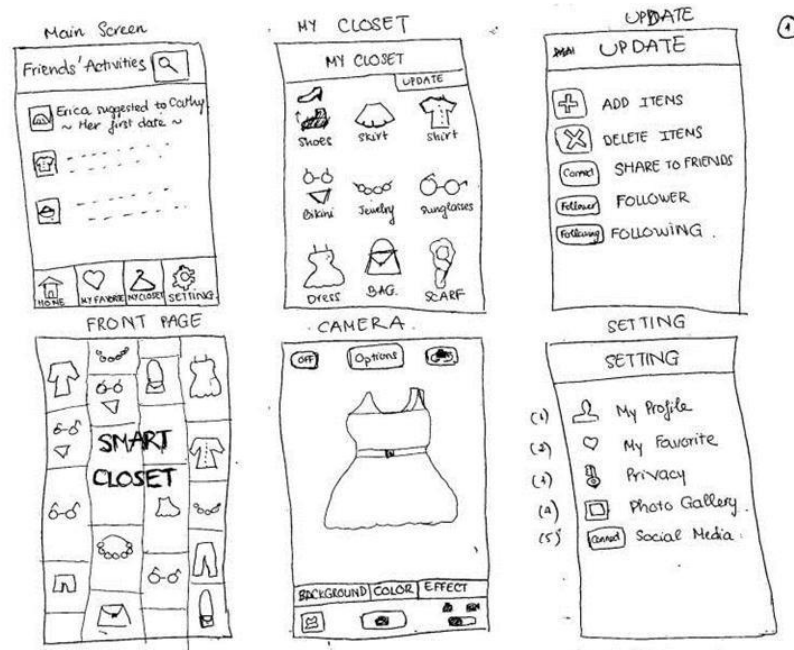 Main Screen
Friends' Activities
Erica suggested to Cathy
~ Her first date ~
HOME
MY FAVORITE
MY CLOSET
SETTING
MY CLOSET
MY CLOSET
UPDATE
Shoes
Skirt
Shirt
Bikini
Jewelry
Sunglasses
Dress
BAG.
SCARF
UPDATE
1
UPDATE
ADD ITENS
DELETE ITENS
Connect SHARE TO FRIENDS
Follower FOLLOWER
Following FOLLOWING.
FRONT PAGE
SMART
CLOSET
CAMERA.
OFF
Options
BACKGROUND
COLOR
EFFECT
SETTING
SETTING
(1) My Profile
(2) My Favorite
(3) Privacy
(4) Photo Gallery.
(5) Connect Social Media.